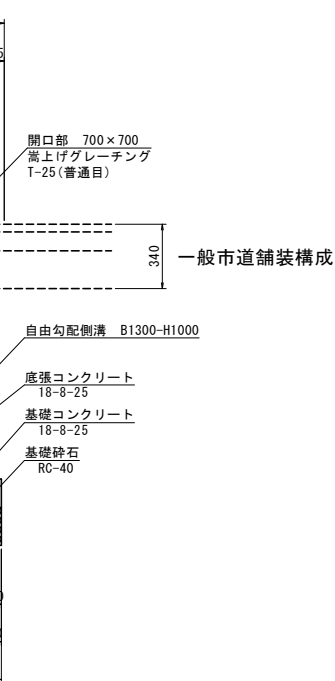 開口部　700×700
嵩上げグレーチング
T-25(普通目)
340
一般市道舗装構成
自由勾配側溝　B1300-H1000
底張コンクリート
18-8-25
基礎コンクリート
18-8-25
基礎砕石
RC-40